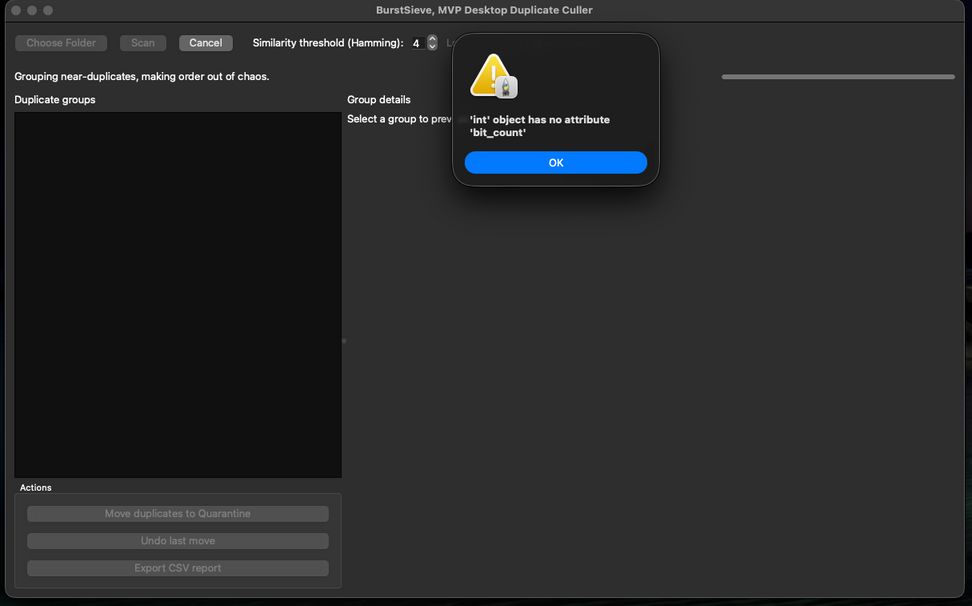 BurstSieve, MVP Desktop Duplicate Culler
Choose Folder Scan Cancel Similarity threshold (Hamming): 4
Grouping near-duplicates, making order out of chaos.
Duplicate groups
Group details
Select a group to prev
'int' object has no attribute
'bit_count'
OK
Actions
Move duplicates to Quarantine
Undo last move
Export CSV report